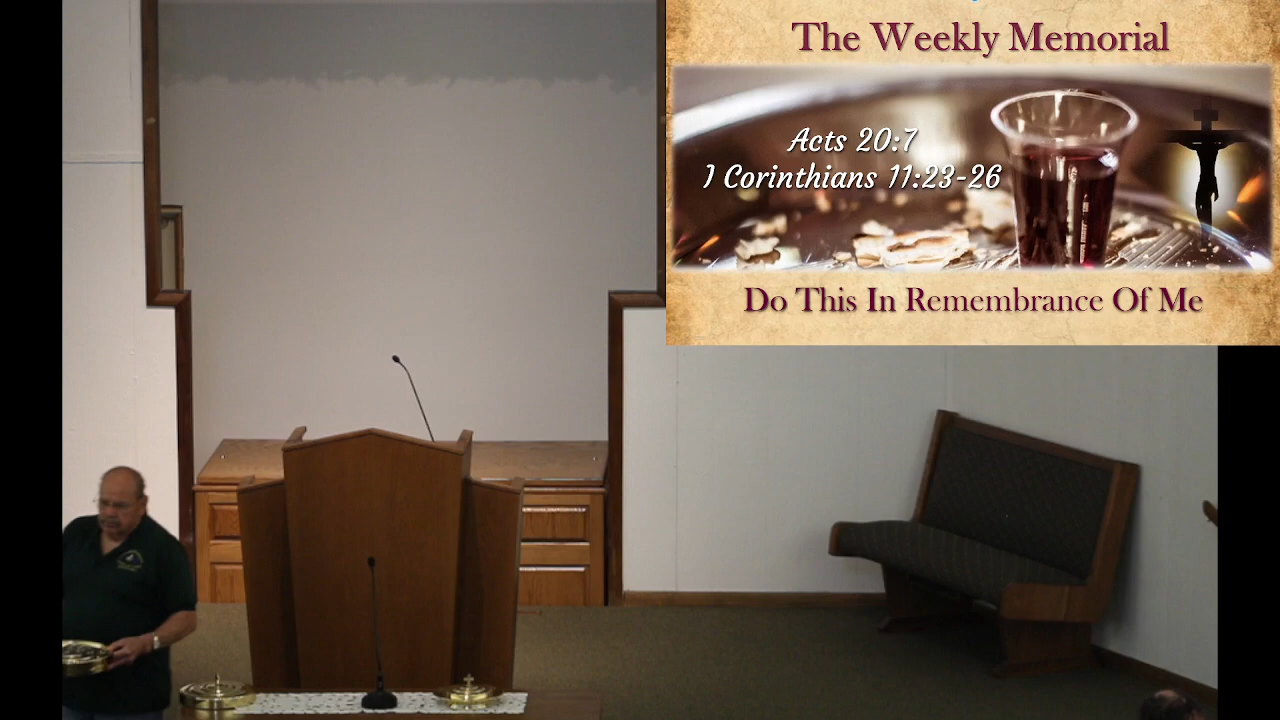 The Weekly Memorial
Acts 20:7
1 Corinthians 11:23-26
Do This In Remembrance Of Me